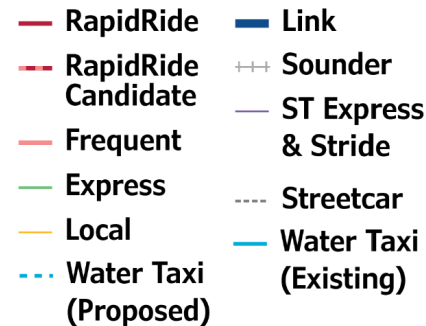 RapidRide
RapidRide
Candidate
Frequent
Express
Local
Water Taxi
(Proposed)
Link
Sounder
ST Express
& Stride
Streetcar
Water Taxi
(Existing)